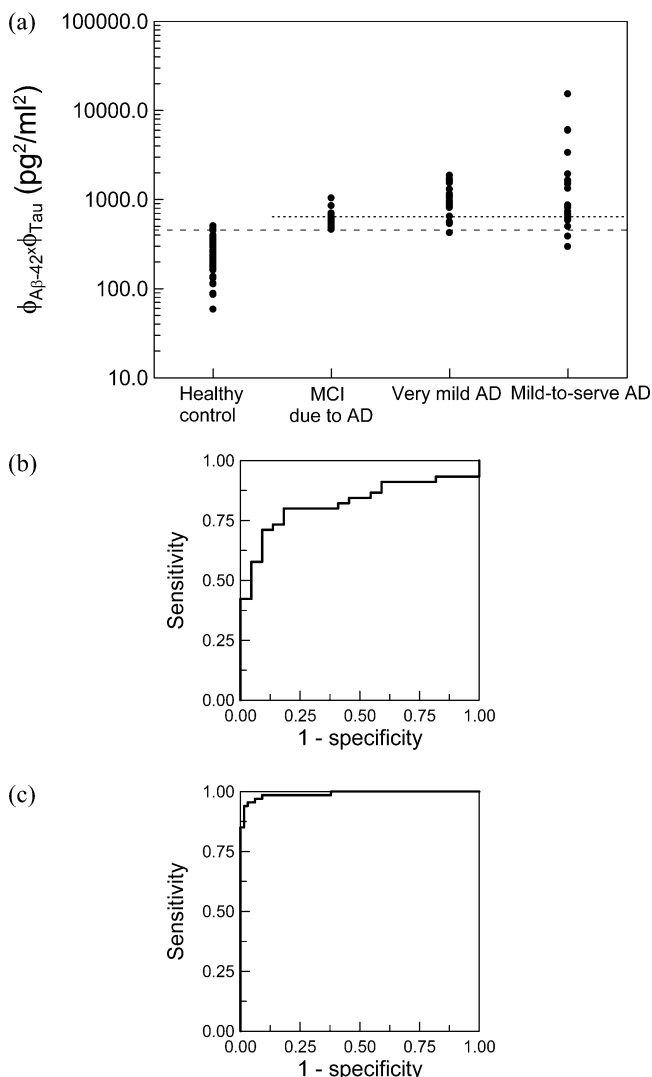 (a)
100000.0
10000.0
1000.0
100.0
10.0
ϕAβ-42xϕTau (pg²/ml²)
Healthy control
MCI due to AD
Very mild AD
Mild-to-serve AD
(b)
1.00
0.75
0.50
0.25
0.00
Sensitivity
0.00 0.25 0.50 0.75 1.00
1 - specificity
(c)
1.00
0.75
0.50
0.25
0.00
Sensitivity
0.00 0.25 0.50 0.75 1.00
1 - specificity